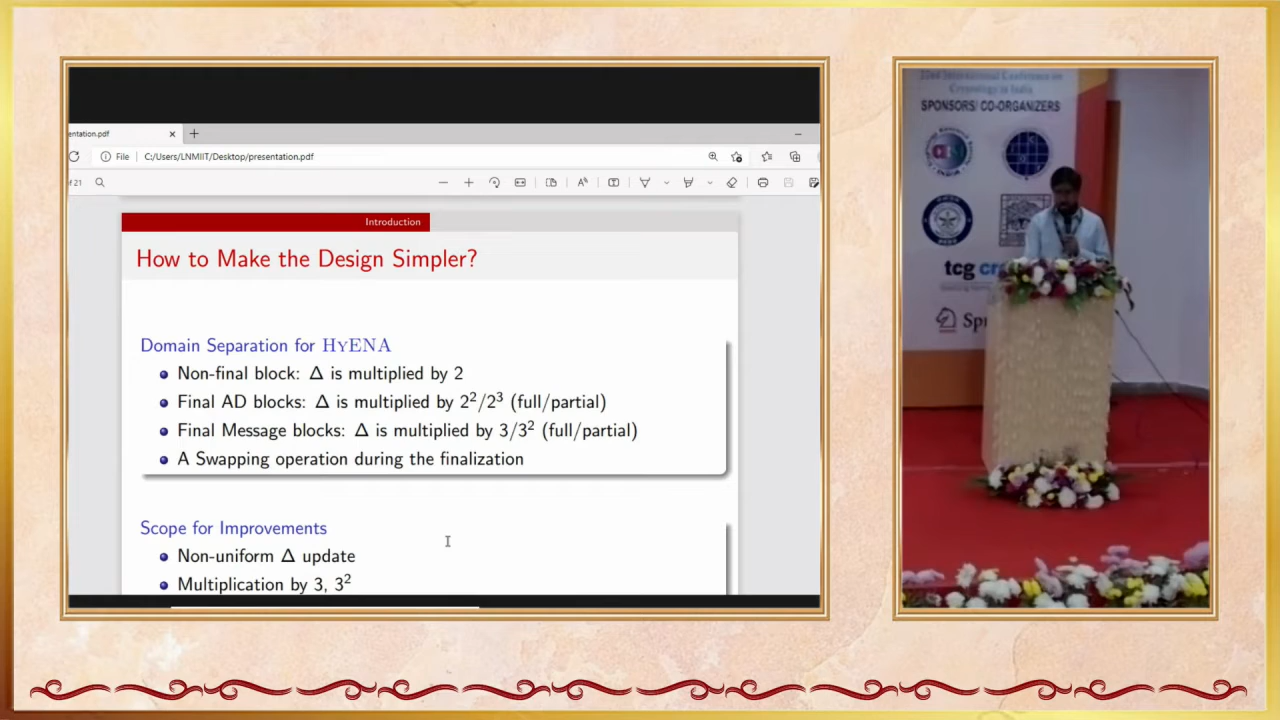 entation.pdf
File C:/Users/LNMIIT/Desktop/presentation.pdf
of 21
Introduction
How to Make the Design Simpler?
Domain Separation for HYENA
Non-final block: Δ is multiplied by 2
Final AD blocks: Δ is multiplied by 2²/2³ (full/partial)
Final Message blocks: Δ is multiplied by 3/3² (full/partial)
A Swapping operation during the finalization
Scope for Improvements
Non-uniform Δ update
Multiplication by 3, 3²
22nd International Conference on
Cryptology in India
SPONSORS/ CO-ORGANIZERS
tcg cr
Spr